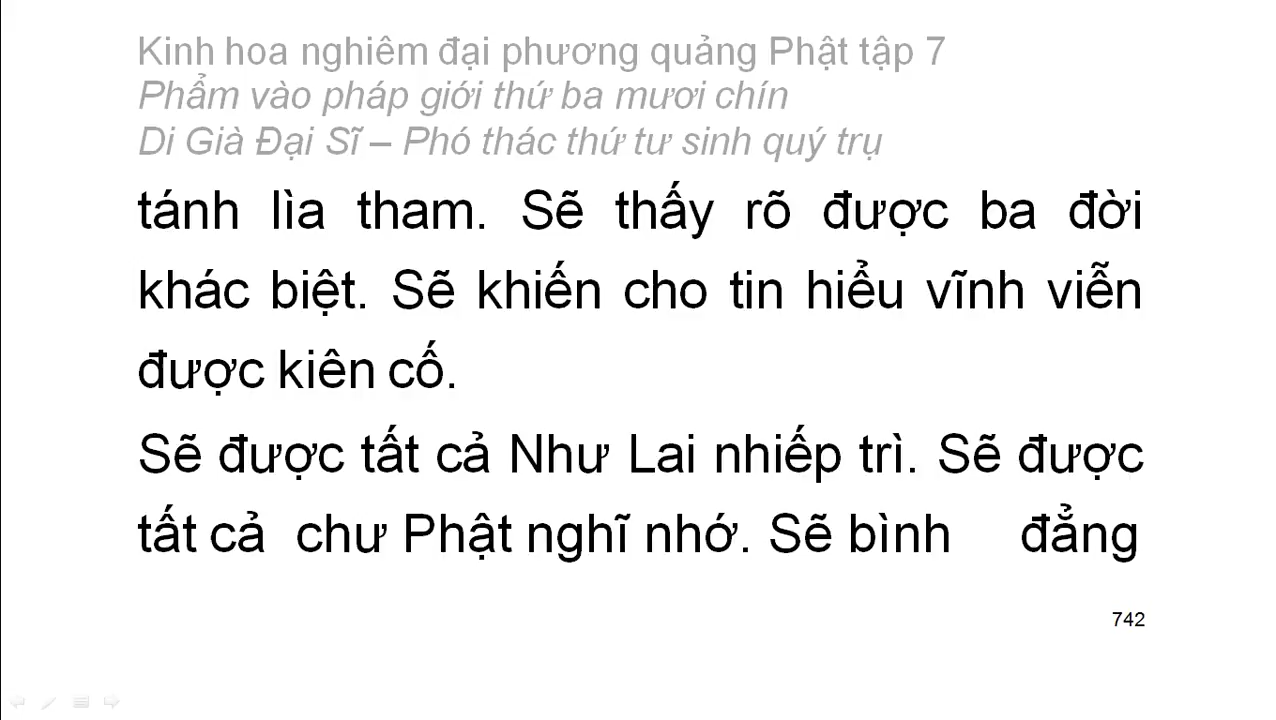 Kinh hoa nghiêm đại phương quảng Phật tập 7
Phẩm vào pháp giới thứ ba mươi chín
Di Già Đại Sĩ – Phó thác thứ tư sinh quý trụ
tánh lìa tham. Sẽ thấy rõ được ba đời
khác biệt. Sẽ khiến cho tin hiểu vĩnh viễn
được kiên cố.
Sẽ được tất cả Như Lai nhiếp trì. Sẽ được
tất cả chư Phật nghĩ nhớ. Sẽ bình đẳng
742